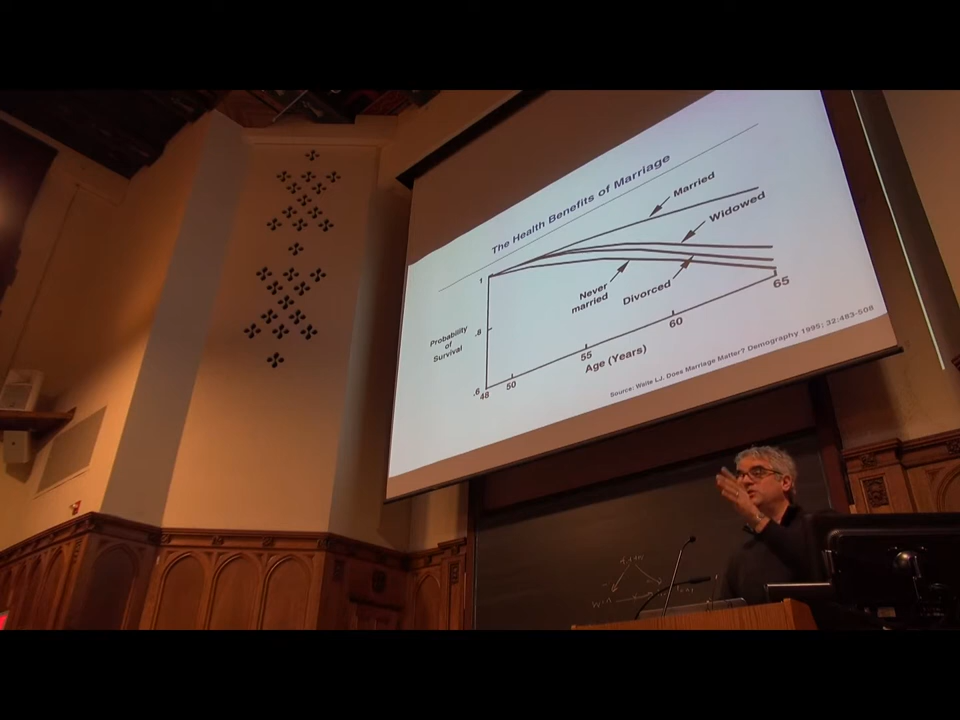 The Health Benefits of Marriage
Married
Widowed
Never
married
Divorced
Probability
of
Survival
1
.8
.6
48
50
55
60
65
Age (Years)
Source: Waite LJ. Does Marriage Matter? Demography 1995; 32:483-508